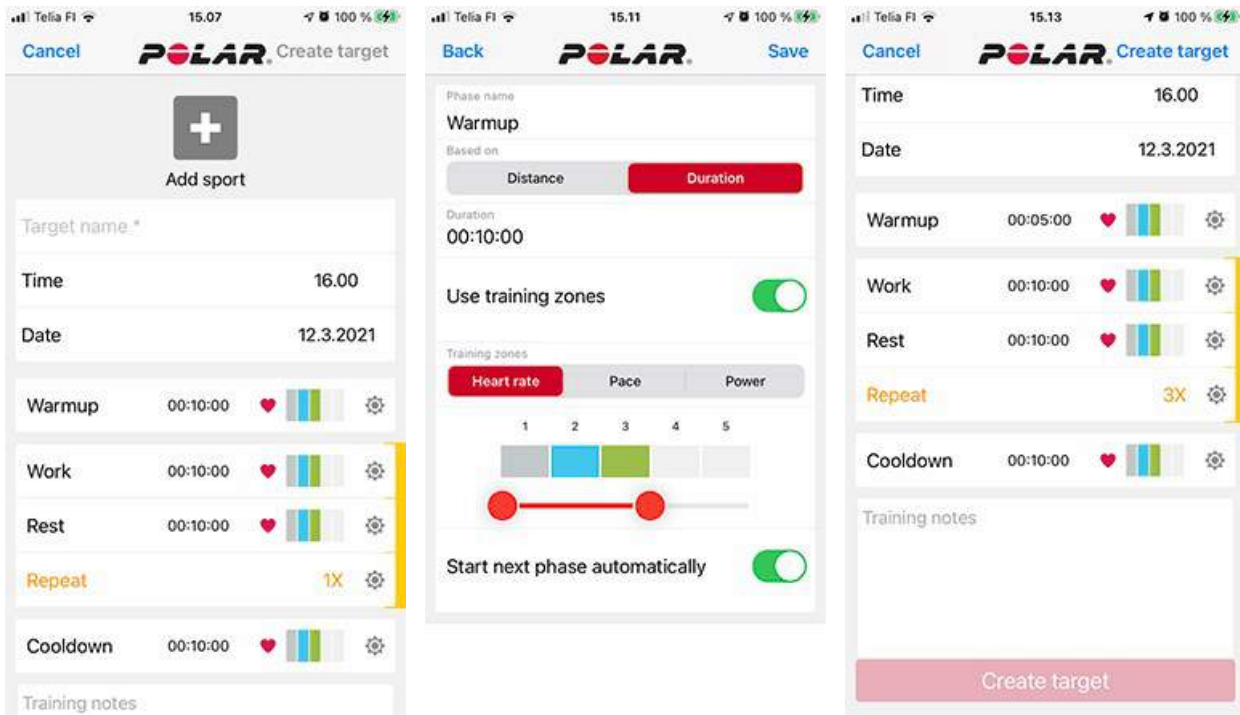 Telia FI 15.07 100 %
Cancel POLAR. Create target
Add sport
Target name *
Time 16.00
Date 12.3.2021
Warmup 00:10:00
Work 00:10:00
Rest 00:10:00
Repeat 1X
Cooldown 00:10:00
Training notes
Telia FI 15.11 100 %
Back POLAR. Save
Phase name
Warmup
Based on
Distance Duration
Duration
00:10:00
Use training zones
Training zones
Heart rate Pace Power
1 2 3 4 5
Start next phase automatically
Telia FI 15.13 100 %
Cancel POLAR. Create target
Time 16.00
Date 12.3.2021
Warmup 00:05:00
Work 00:10:00
Rest 00:10:00
Repeat 3X
Cooldown 00:10:00
Training notes
Create target